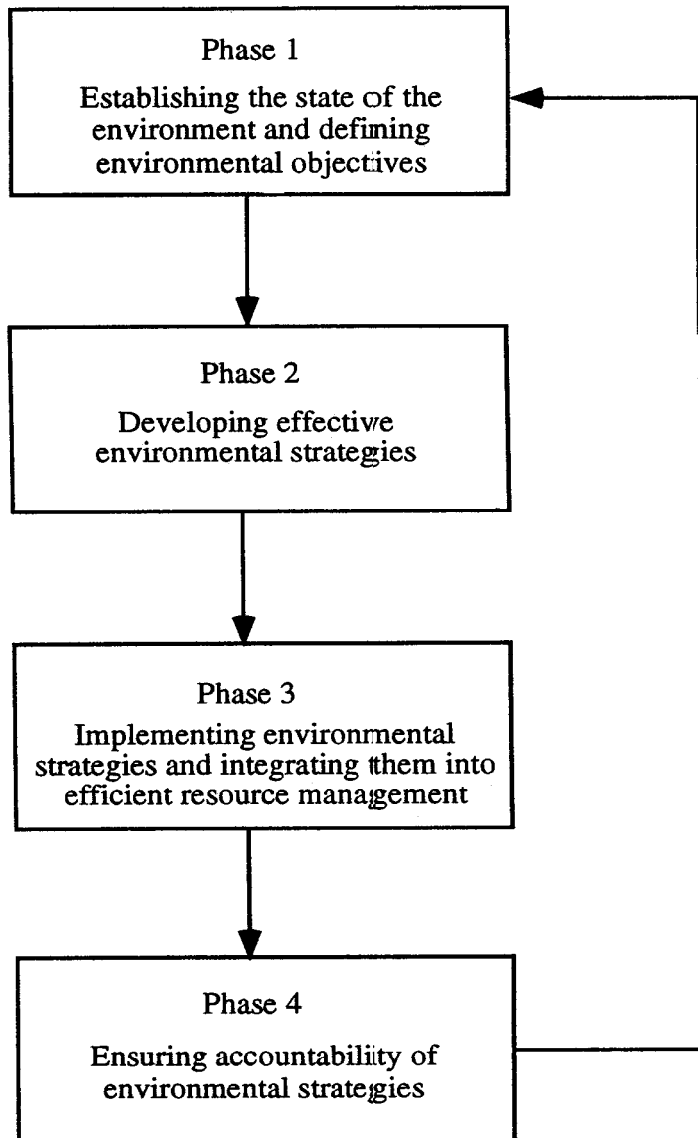 Phase 1
Establishing the state of the
environment and defining
environmental objectives
Phase 2
Developing effective
environmental strategies
Phase 3
Implementing environmental
strategies and integrating them into
efficient resource management
Phase 4
Ensuring accountability of
environmental strategies